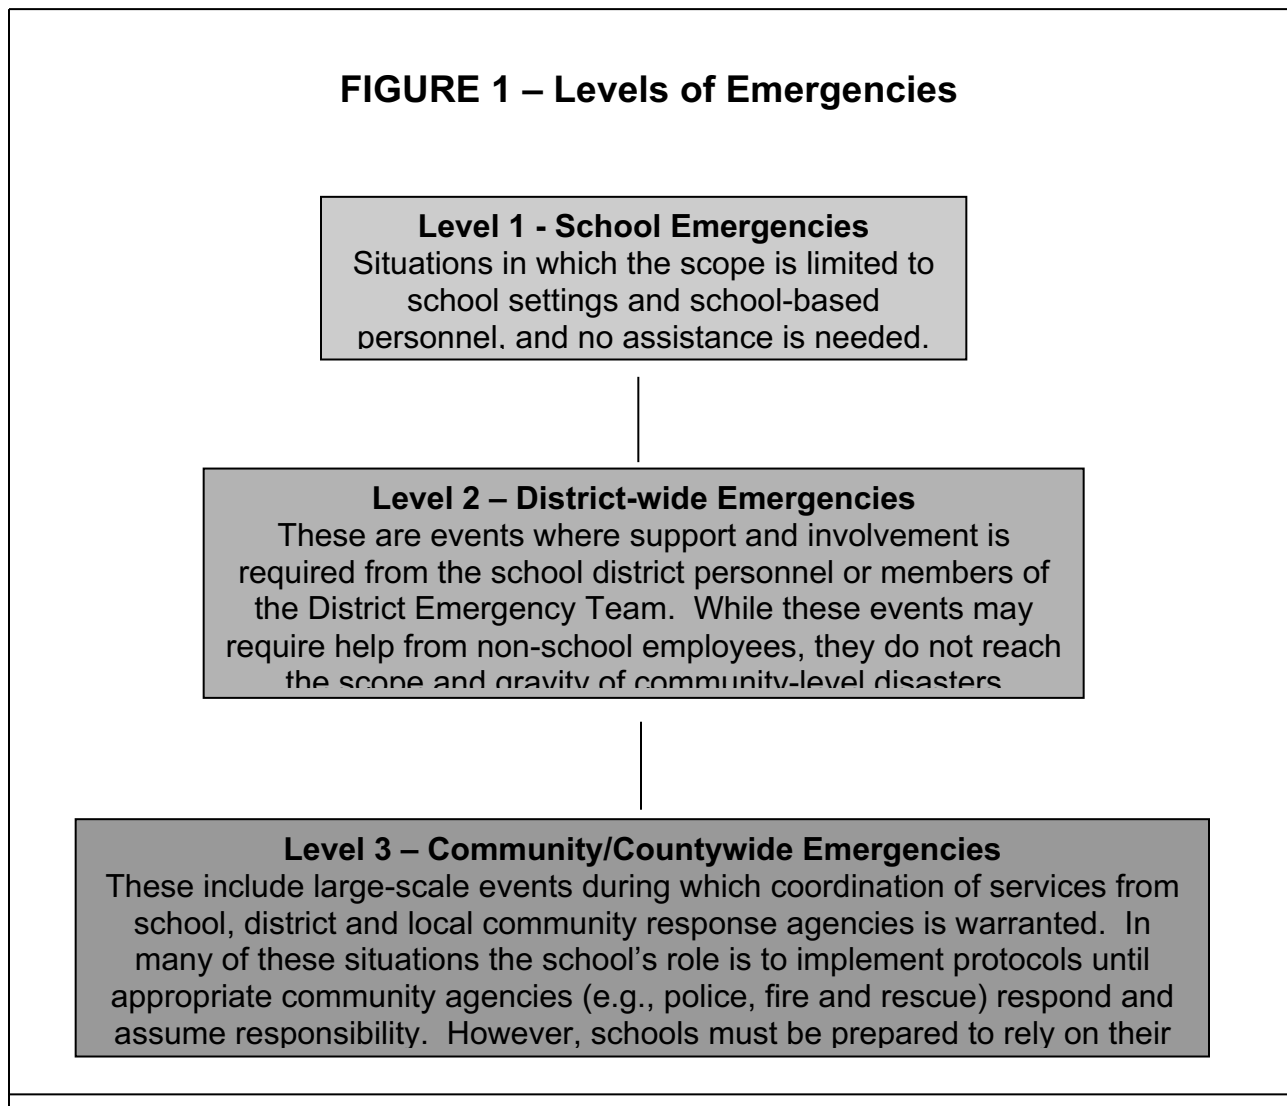 FIGURE 1 – Levels of Emergencies
Level 1 - School Emergencies
Situations in which the scope is limited to
school settings and school-based
personnel, and no assistance is needed.
Level 2 – District-wide Emergencies
These are events where support and involvement is
required from the school district personnel or members of
the District Emergency Team.  While these events may
require help from non-school employees, they do not reach
the scope and gravity of community-level disasters
Level 3 – Community/Countywide Emergencies
These include large-scale events during which coordination of services from
school, district and local community response agencies is warranted.  In
many of these situations the school’s role is to implement protocols until
appropriate community agencies (e.g., police, fire and rescue) respond and
assume responsibility.  However, schools must be prepared to rely on their